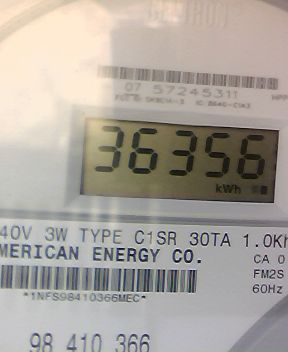 07 57245311
36356
kWh
40V 3W TYPE C1SR 30TA 1.0Kh
MERICAN ENERGY CO.
CA 0
FM2S
60Hz
*1NFS98410366MEC*
98 410 366